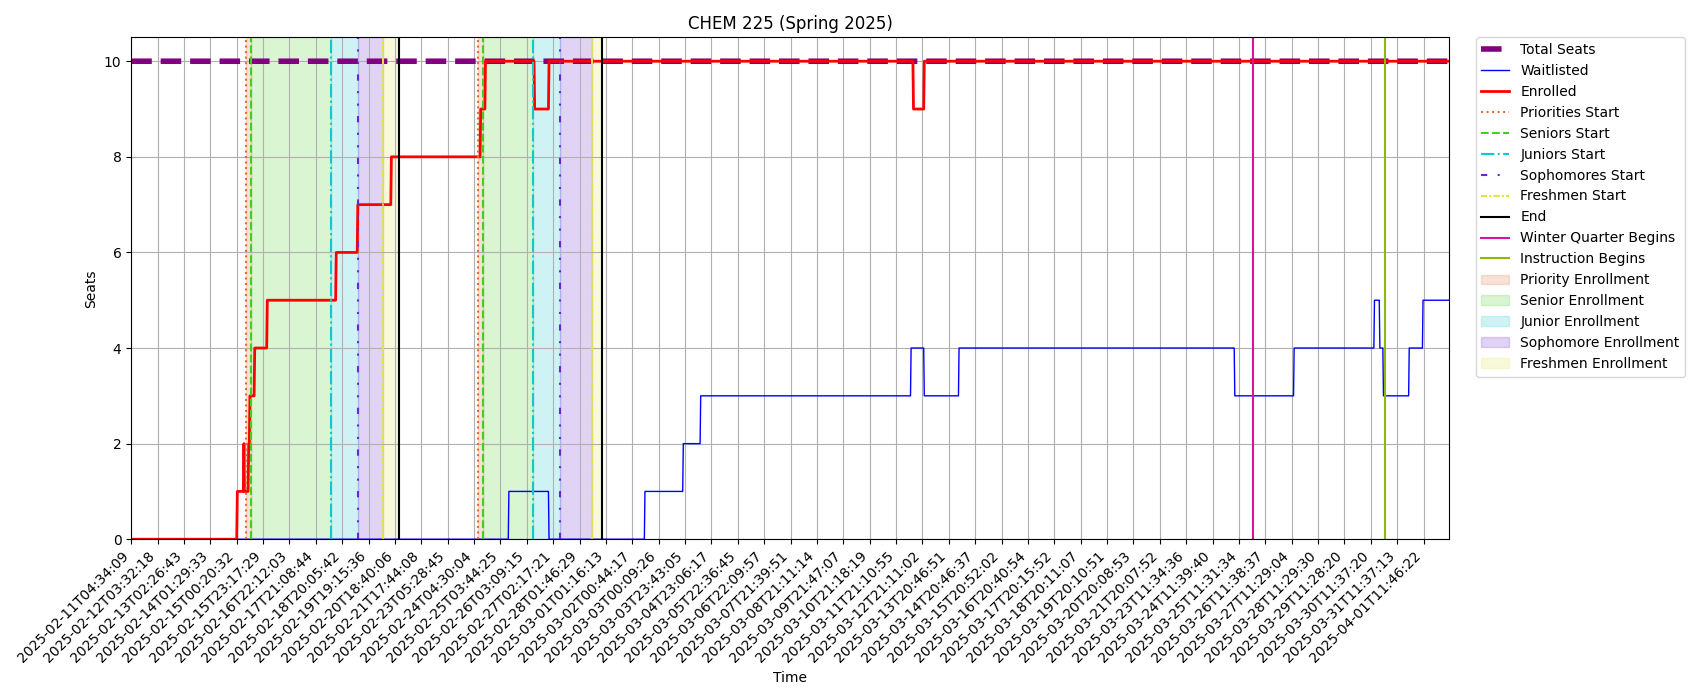 CHEM 225 (Spring 2025)
Seats
10
8
6
4
2
0
2025-02-11T04:34:09
2025-02-12T03:32:18
2025-02-13T02:26:43
2025-02-14T01:29:33
2025-02-15T00:20:32
2025-02-15T23:17:29
2025-02-16T22:12:03
2025-02-17T21:08:44
2025-02-18T20:05:42
2025-02-19T19:15:36
2025-02-20T18:40:06
2025-02-21T17:44:08
2025-02-23T05:28:45
2025-02-24T04:30:04
2025-02-25T03:44:25
2025-02-26T03:09:15
2025-02-27T02:17:21
2025-02-28T01:46:29
2025-03-01T01:16:13
2025-03-02T00:44:17
2025-03-03T00:09:26
2025-03-03T23:43:05
2025-03-04T23:06:17
2025-03-05T22:36:45
2025-03-06T22:09:57
2025-03-07T21:39:51
2025-03-08T21:11:14
2025-03-09T21:47:07
2025-03-10T21:18:19
2025-03-11T21:10:55
2025-03-12T21:11:02
2025-03-13T20:46:51
2025-03-14T20:46:37
2025-03-15T20:52:02
2025-03-16T20:40:54
2025-03-17T20:15:52
2025-03-18T20:11:07
2025-03-19T20:10:51
2025-03-20T20:08:53
2025-03-21T20:07:52
2025-03-23T11:34:36
2025-03-24T11:39:40
2025-03-25T11:31:34
2025-03-26T11:38:37
2025-03-27T11:29:04
2025-03-28T11:29:30
2025-03-29T11:28:20
2025-03-30T11:37:20
2025-03-31T11:37:13
2025-04-01T11:46:22
Time
Total Seats
Waitlisted
Enrolled
Priorities Start
Seniors Start
Juniors Start
Sophomores Start
Freshmen Start
End
Winter Quarter Begins
Instruction Begins
Priority Enrollment
Senior Enrollment
Junior Enrollment
Sophomore Enrollment
Freshmen Enrollment